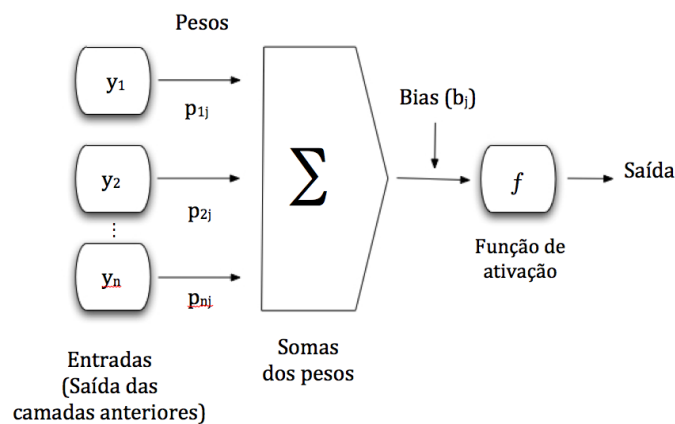 Pesos
y1
p1j
y2
p2j
⋮
yn
pnj
∑
Bias (bj)
f
Saída
Função de
ativação
Somas
dos pesos
Entradas
(Saída das
camadas anteriores)